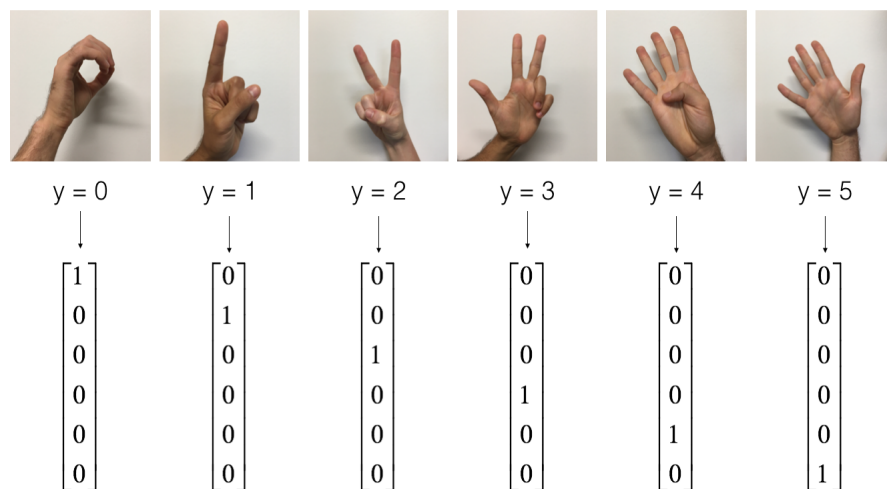 y = 0 y = 1 y = 2 y = 3 y = 4 y = 5
1 0 0 0 0 0
0 1 0 0 0 0
0 0 1 0 0 0
0 0 0 1 0 0
0 0 0 0 1 0
0 0 0 0 0 1